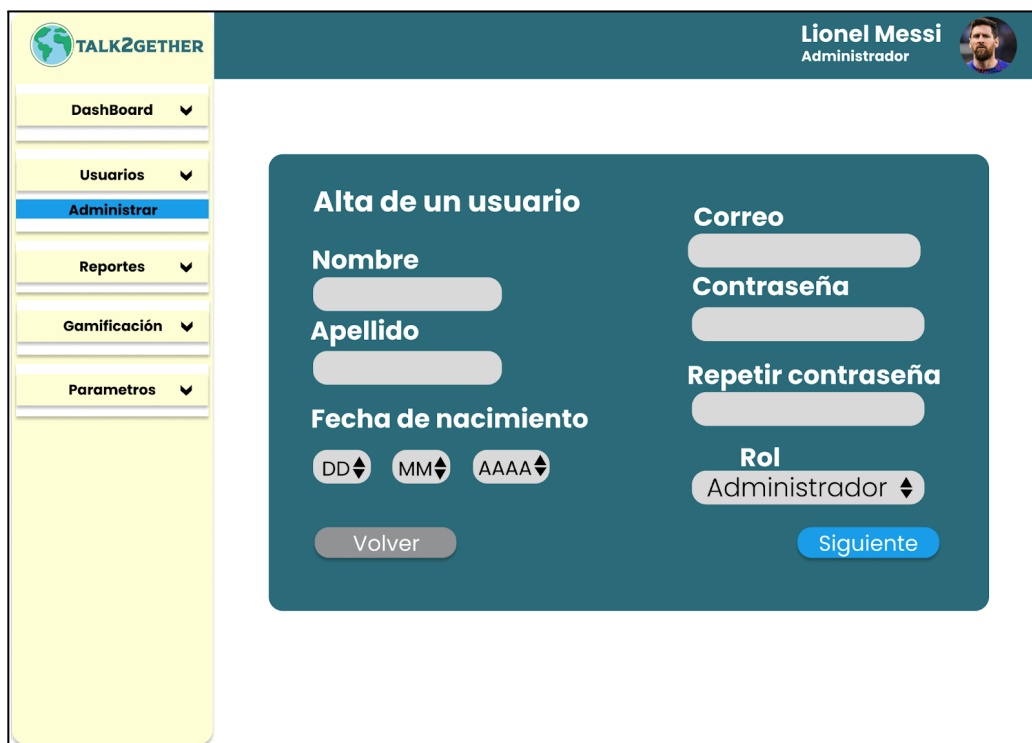 TALK2GETHER
Lionel Messi
Administrador
DashBoard
Usuarios
Administrar
Reportes
Gamificación
Parametros
Alta de un usuario
Nombre
Apellido
Fecha de nacimiento
DD MM AAAA
Volver
Correo
Contraseña
Repetir contraseña
Rol
Administrador
Siguiente